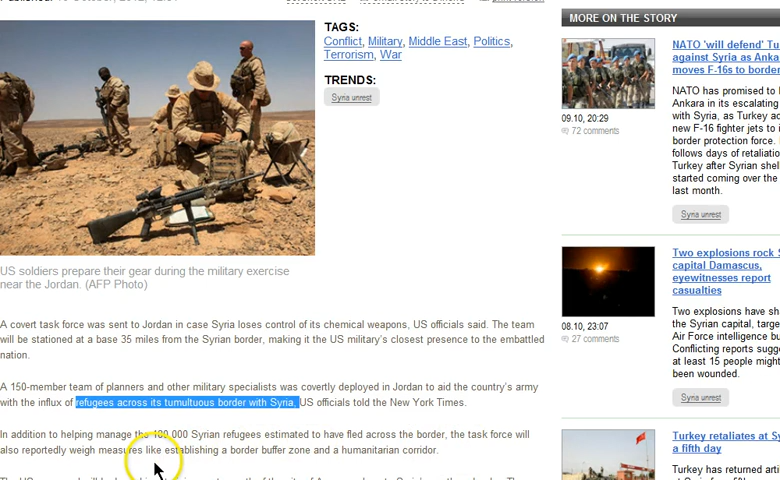 MORE ON THE STORY
TAGS:
Conflict, Military, Middle East, Politics,
Terrorism, War
TRENDS:
Syria unrest
US soldiers prepare their gear during the military exercise
near the Jordan. (AFP Photo)
A covert task force was sent to Jordan in case Syria loses control of its chemical weapons, US officials said. The team
will be stationed at a base 35 miles from the Syrian border, making it the US military's closest presence to the embattled
nation.
A 150-member team of planners and other military specialists was covertly deployed in Jordan to aid the country's army
with the influx of refugees across its tumultuous border with Syria, US officials told the New York Times.
In addition to helping manage the 180,000 Syrian refugees estimated to have fled across the border, the task force will
also reportedly weigh measures like establishing a border buffer zone and a humanitarian corridor.
NATO 'will defend' Tu
against Syria as Anka
moves F-16s to border
09.10, 20:29
72 comments
NATO has promised to
Ankara in its escalating
with Syria, as Turkey
new F-16 fighter jets to
border protection force.
follows days of retaliatio
Turkey after Syrian shel
started coming over the
last month.
Syria unrest
Two explosions rock
capital Damascus,
eyewitnesses report
casualties
08.10, 23:07
27 comments
Two explosions have sh
the Syrian capital, targe
Air Force intelligence bu
Conflicting reports sugg
at least 15 people might
been wounded.
Syria unrest
Turkey retaliates at Sy
a fifth day
Turkey has returned arti